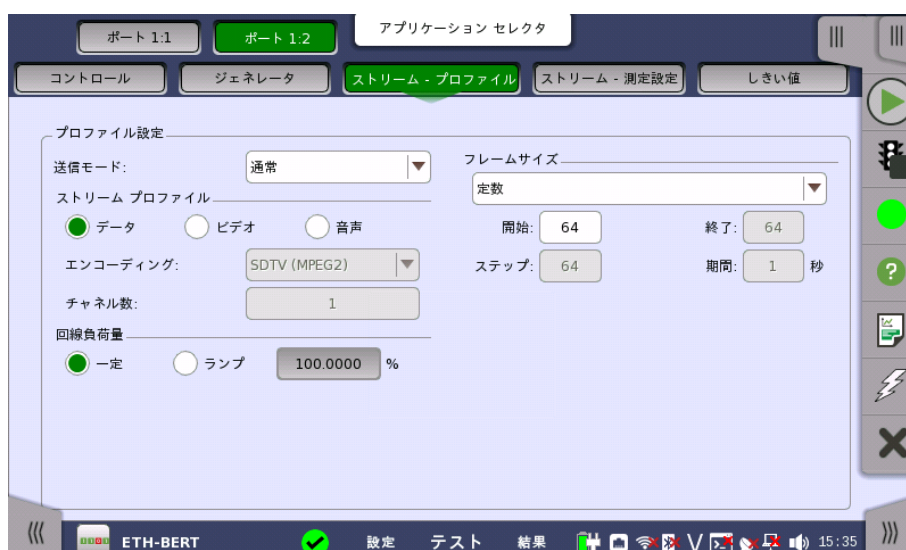 アプリケーション セレクタ
ポート 1:1
ポート 1:2
コントロール
ジェネレータ
ストリーム - プロファイル
ストリーム - 測定設定
しきい値
プロファイル設定
送信モード:
通常
ストリーム プロファイル
データ
ビデオ
音声
エンコーディング:
SDTV (MPEG2)
チャネル数:
1
回線負荷量
一定
ランプ
100.0000
%
フレームサイズ
定数
開始:
64
終了:
64
ステップ:
64
期間:
1
秒
ETH-BERT
設定
テスト
結果
15:35